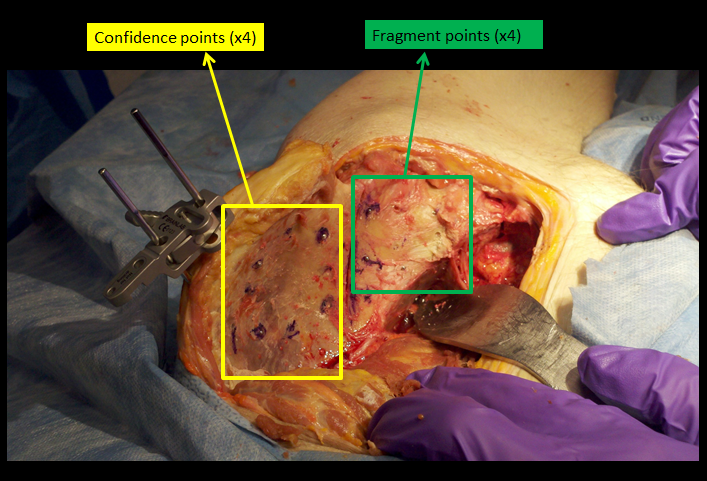 Confidence points (x4)
Fragment points (x4)